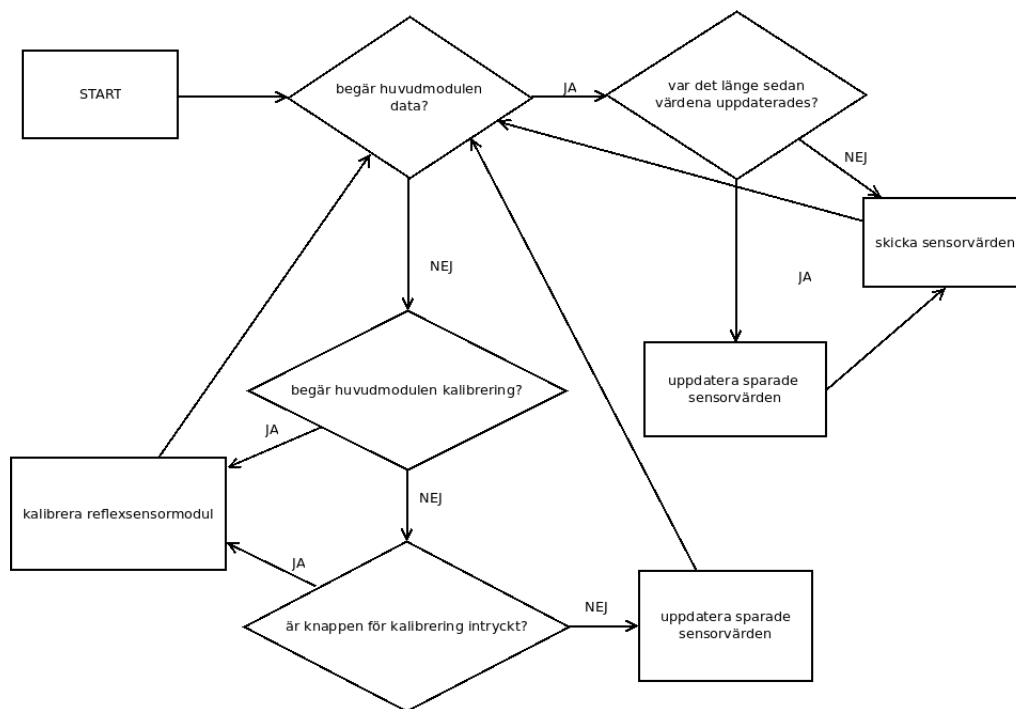 START
begär huvudmodulen
data?
JA
var det länge sedan
värdena uppdaterades?
NEJ
skicka sensorvärden
JA
uppdatera sparade
sensorvärden
NEJ
begär huvudmodulen kalibrering?
JA
kalibrera reflexsensormodul
NEJ
JA
är knappen för kalibrering intryckt?
NEJ
uppdatera sparade
sensorvärden